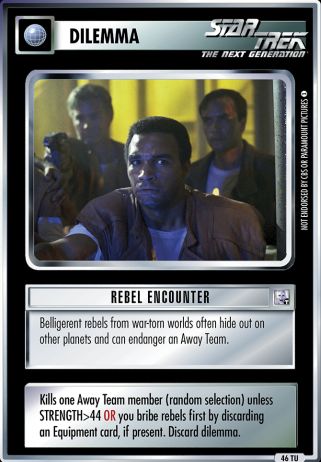 DILEMMA
STAR TREK
THE NEXT GENERATION
NOT ENDORSED BY CBS OR PARAMOUNT PICTURES
REBEL ENCOUNTER
Belligerent rebels from war-torn worlds often hide out on
other planets and can endanger an Away Team.
Kills one Away Team member (random selection) unless
STRENGTH>44 OR you bribe rebels first by discarding
an Equipment card, if present. Discard dilemma.
46 TU